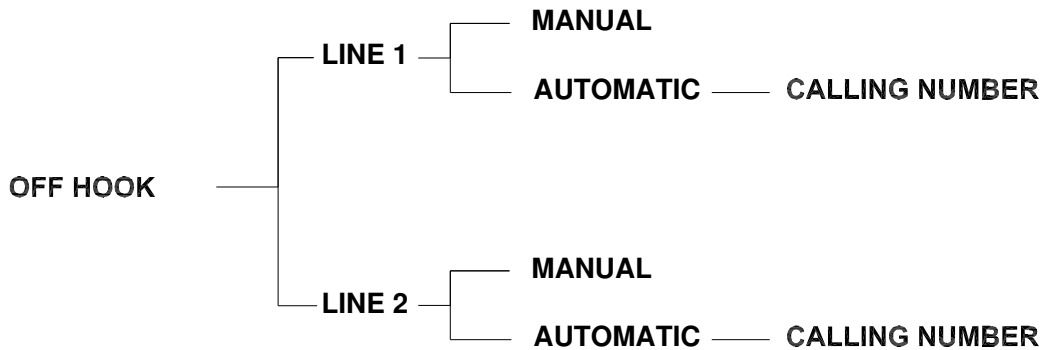 MANUAL
LINE 1
AUTOMATIC CALLING NUMBER
OFF HOOK
MANUAL
LINE 2
AUTOMATIC CALLING NUMBER